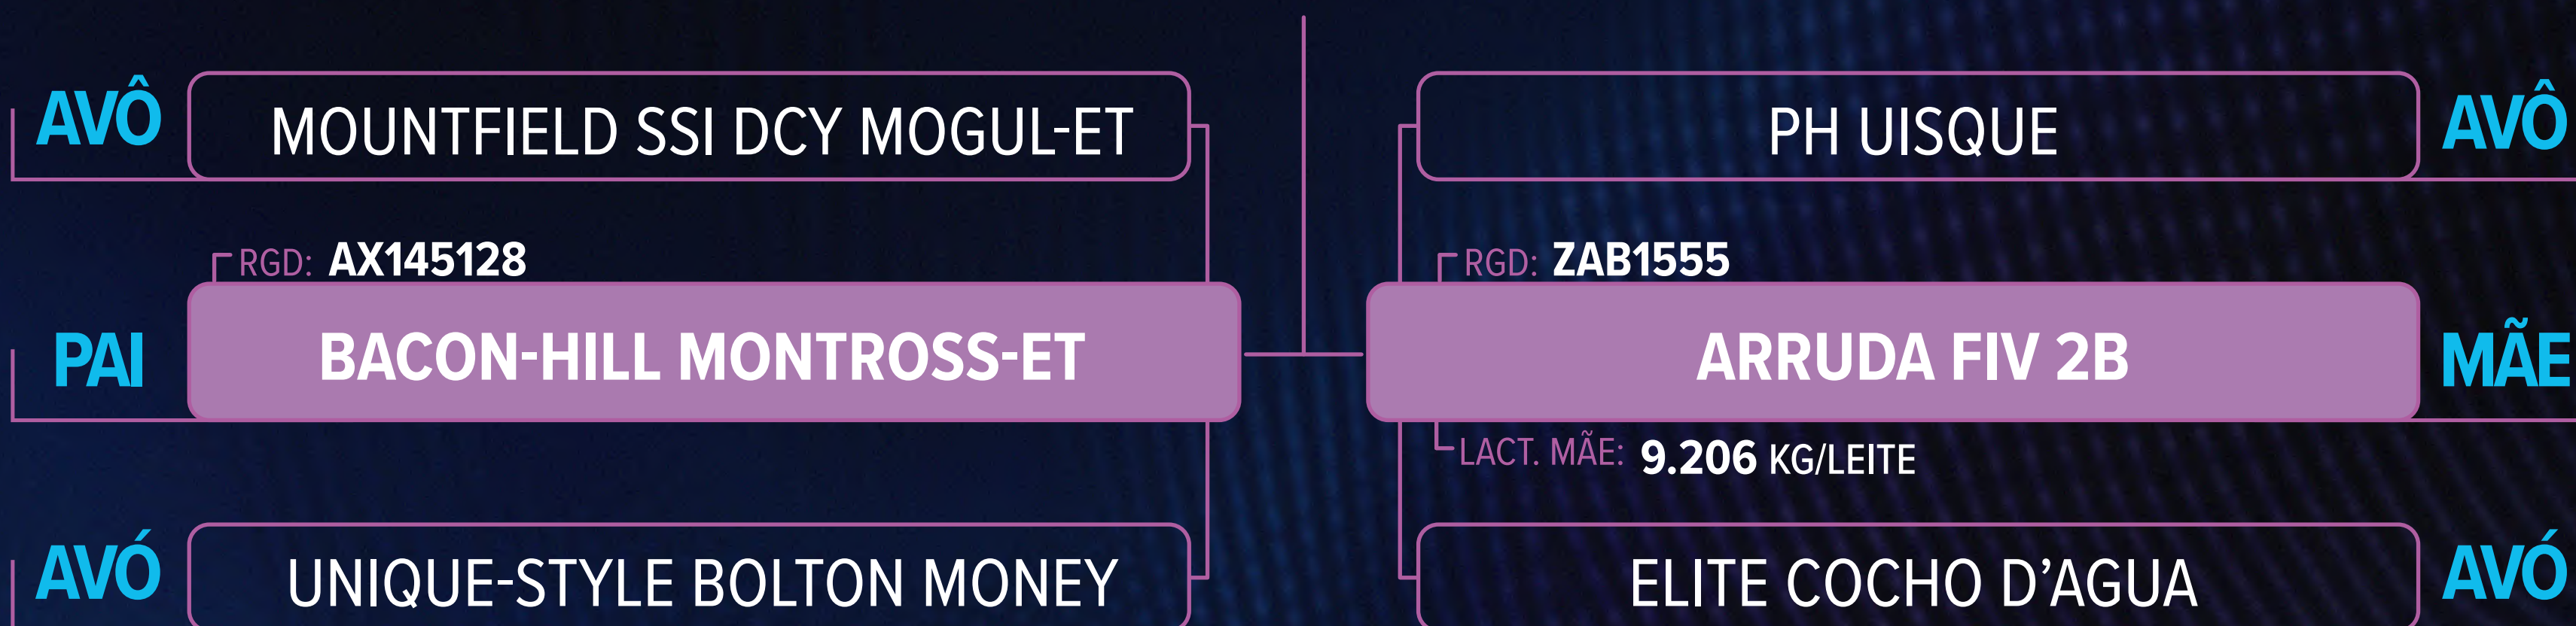 AVÔ
MOUNTFIELD SSI DCY MOGUL-ET
RGD: AX145128
PAI
BACON-HILL MONTROSS-ET
AVÓ
UNIQUE-STYLE BOLTON MONEY
PH UISQUE
AVÔ
RGD: ZAB1555
ARRUDA FIV 2B
MÃE
LACT. MÃE: 9.206 KG/LEITE
ELITE COCHO D’AGUA
AVÓ